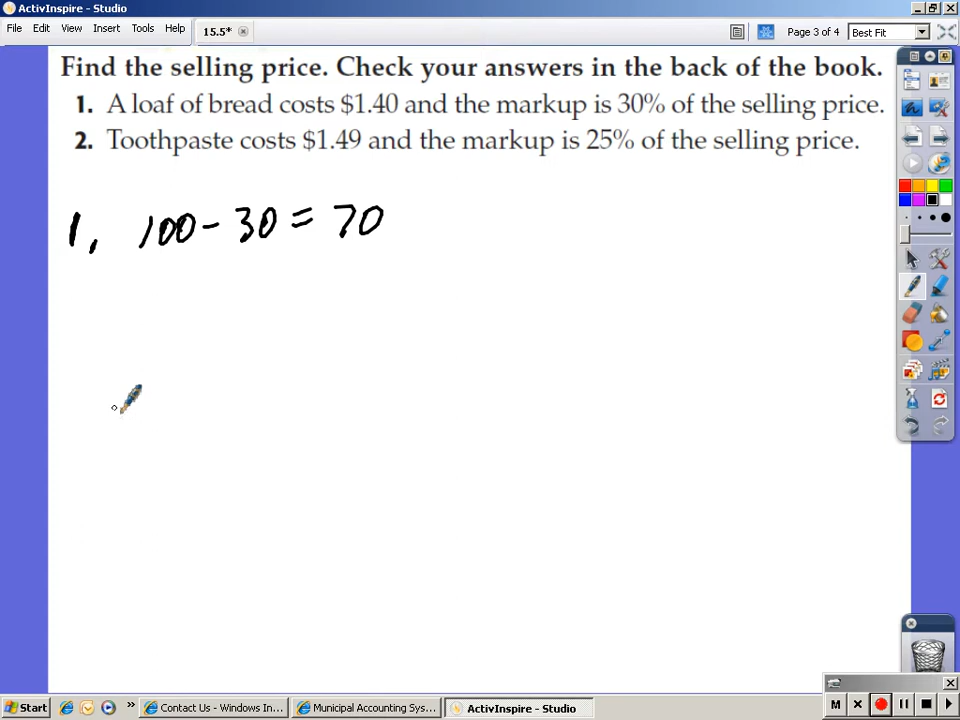 ActivInspire - Studio
File Edit View Insert Tools Help 15.5* Page 3 of 4 Best Fit
Find the selling price. Check your answers in the back of the book.
1. A loaf of bread costs $1.40 and the markup is 30% of the selling price.
2. Toothpaste costs $1.49 and the markup is 25% of the selling price.
1, 100-30=70
M
Start » Contact Us - Windows In... Municipal Accounting Sys... ActivInspire - Studio